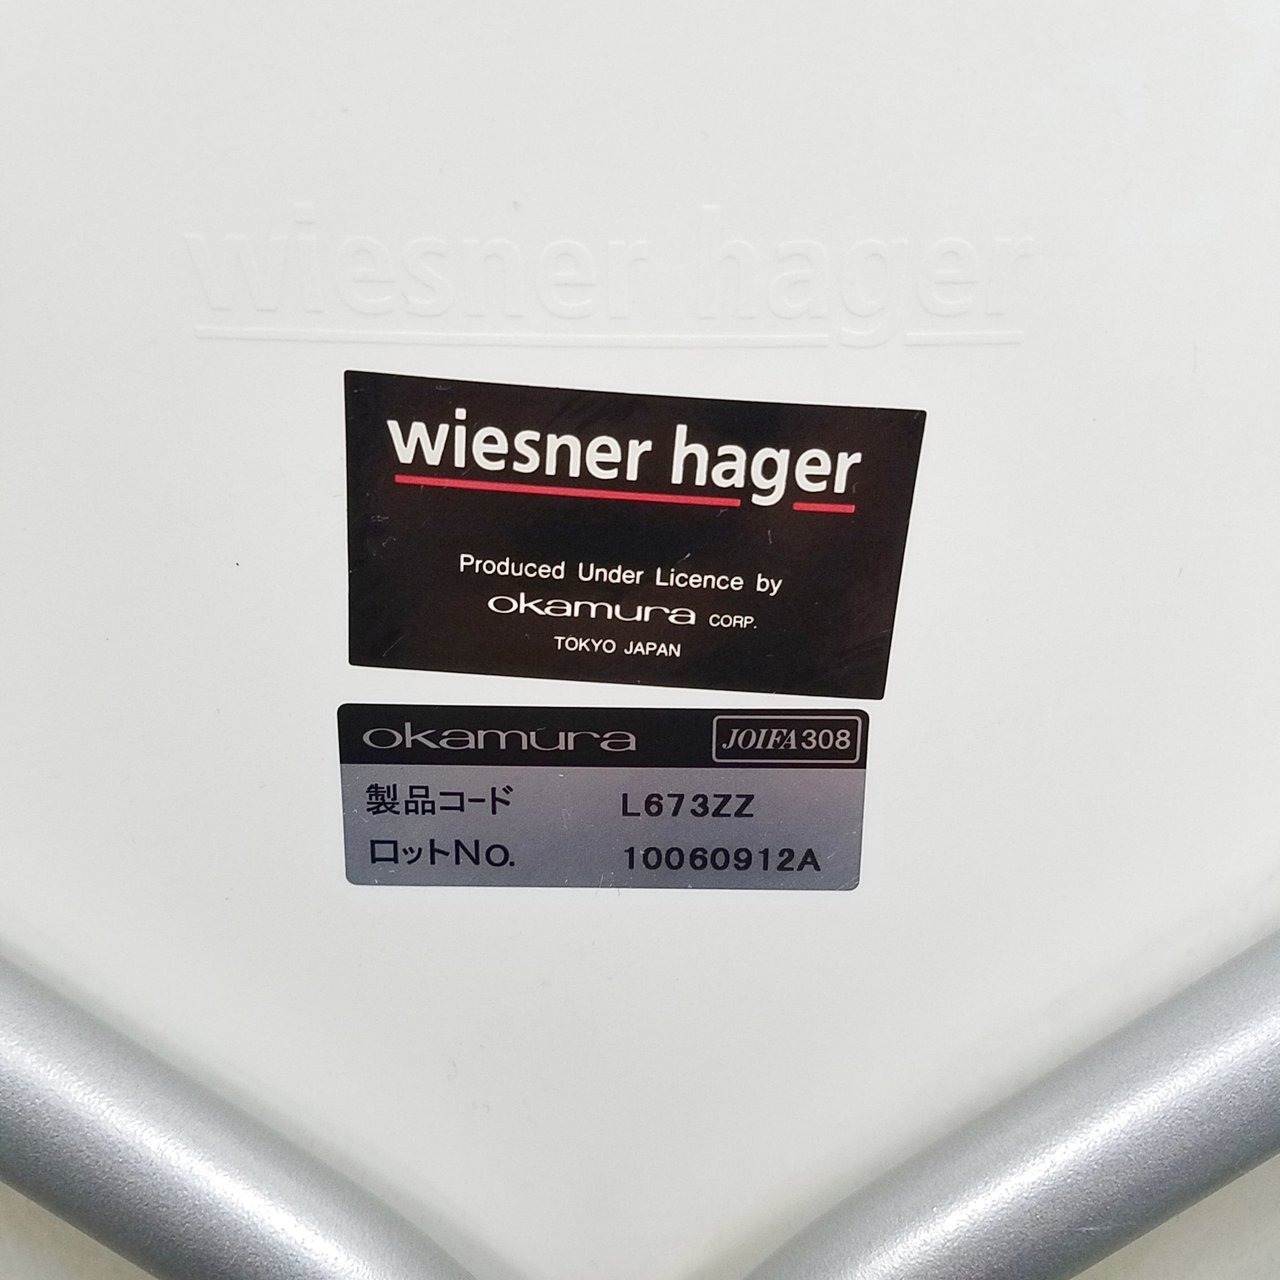 wiesner hager
wiesner hager
Produced Under Licence by
okamura CORP.
TOKYO JAPAN
okamura JOIFA308
製品コード L673ZZ
ロットNo. 10060912A